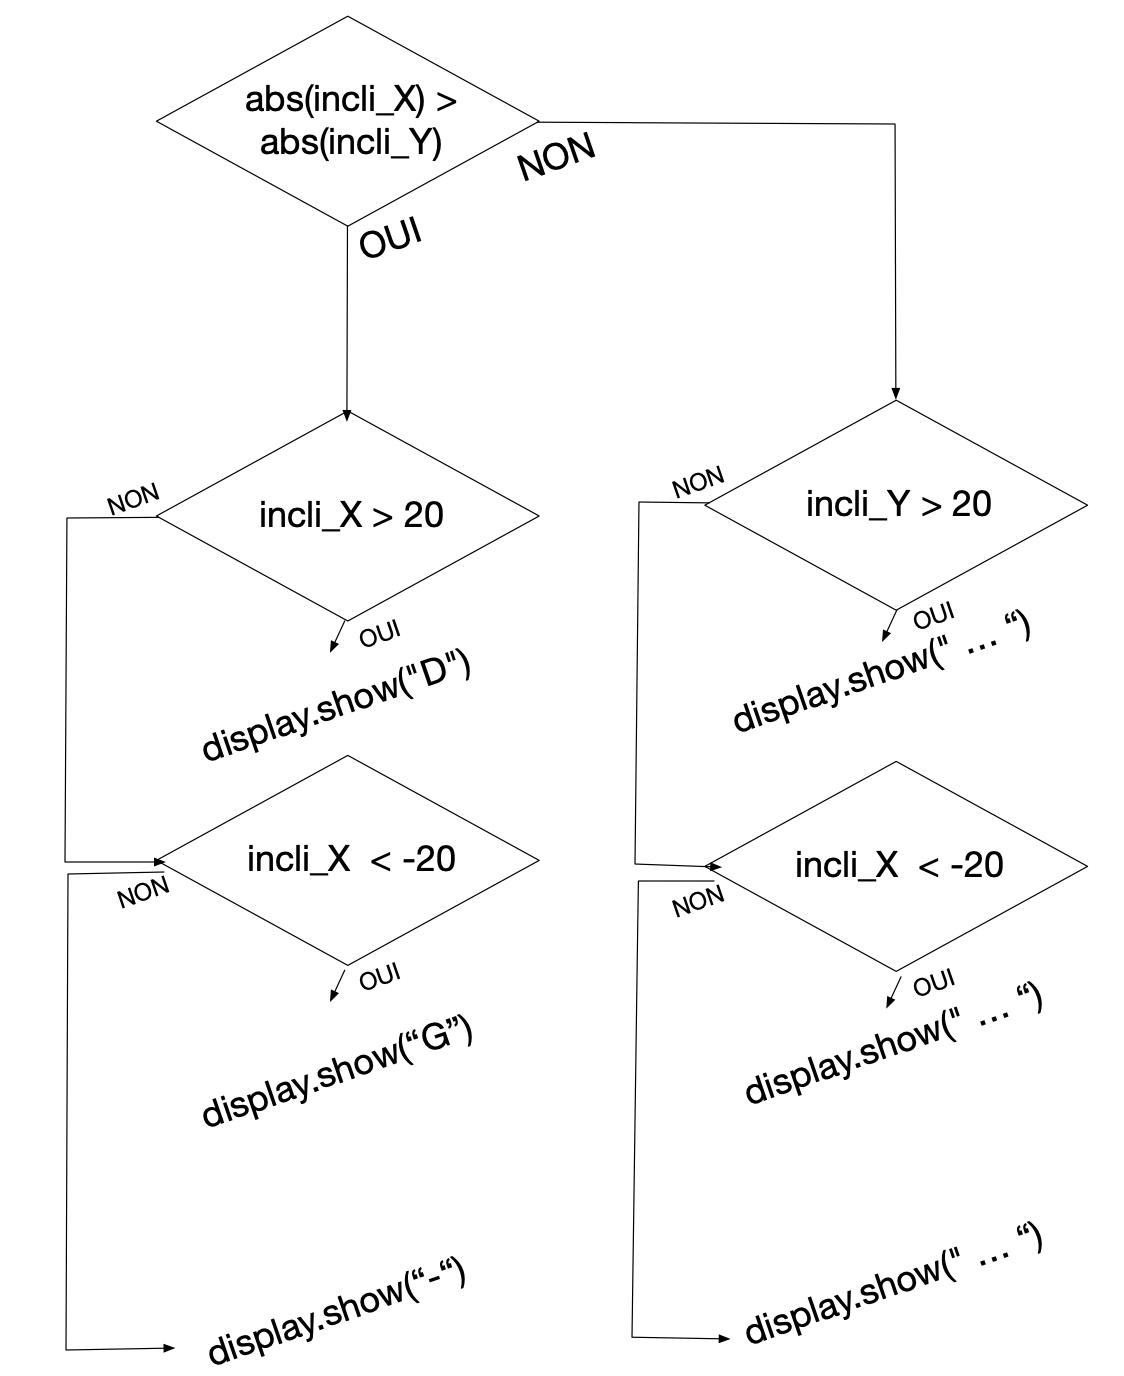 abs(incli_X) >
abs(incli_Y)
NON
OUI
NON
incli_X > 20
OUI
display.show("D")
incli_X  < -20
NON
OUI
display.show(“G”)
display.show(“-“)
NON
incli_Y > 20
OUI
display.show(" ... “)
incli_X  < -20
NON
OUI
display.show(" ... “)
display.show(" ... “)